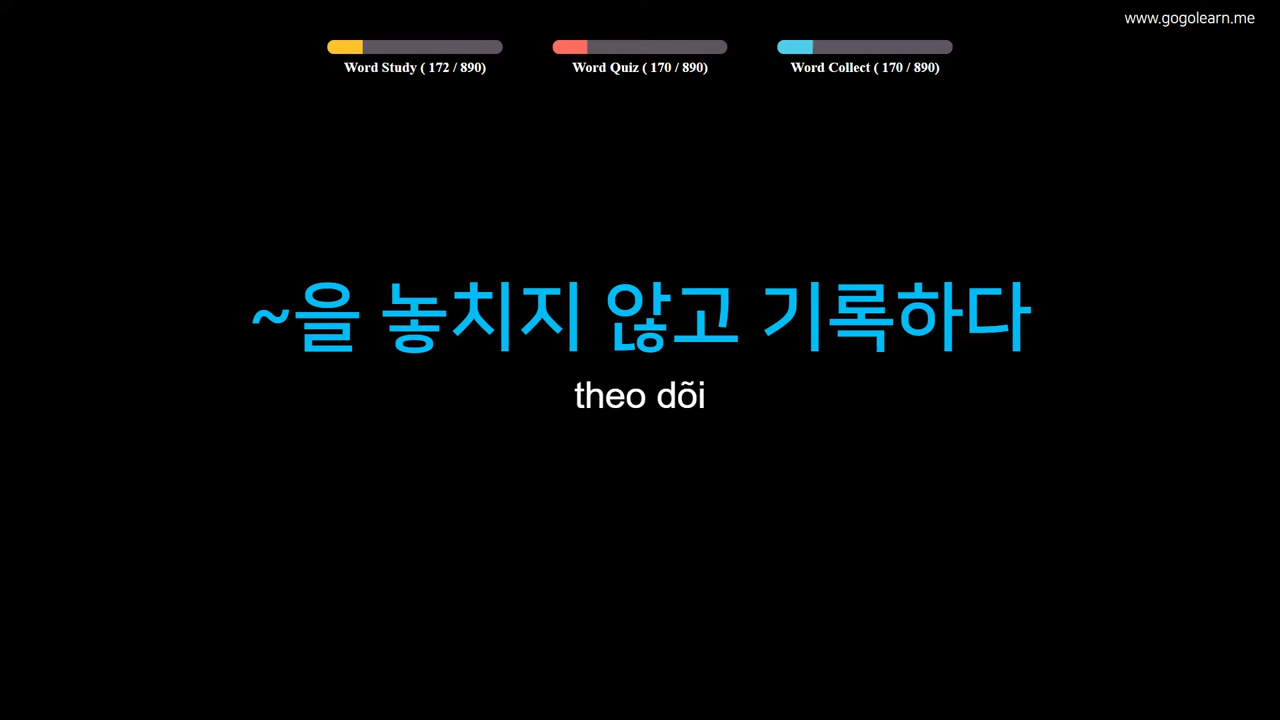 www.gogolearn.me
Word Study ( 172 / 890)
Word Quiz ( 170 / 890)
Word Collect ( 170 / 890)
~을 놓치지 않고 기록하다
theo dõi